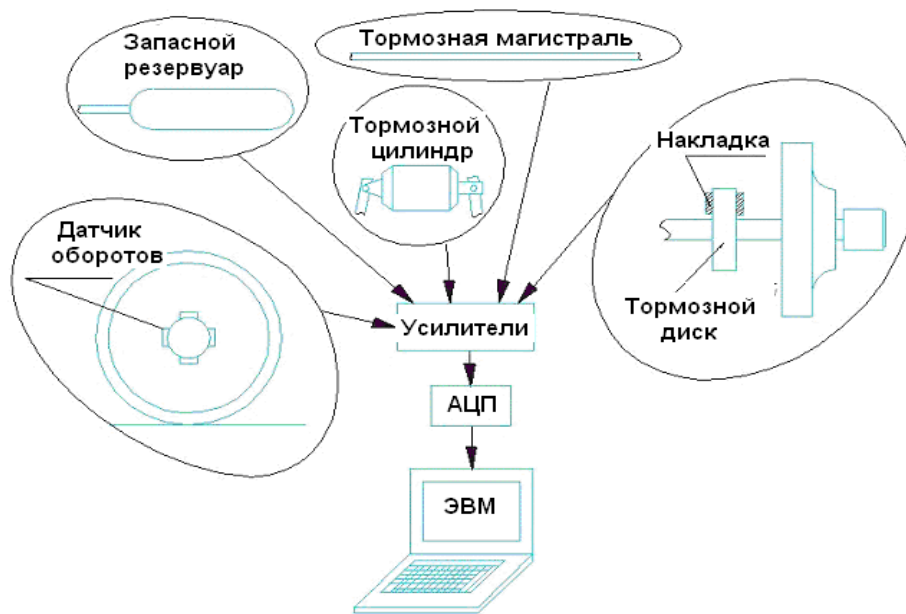 Запасной
резервуар
Тормозная магистраль
Тормозной
цилиндр
Накладка
Датчик
оборотов
Тормозной
диск
Усилители
АЦП
ЭВМ